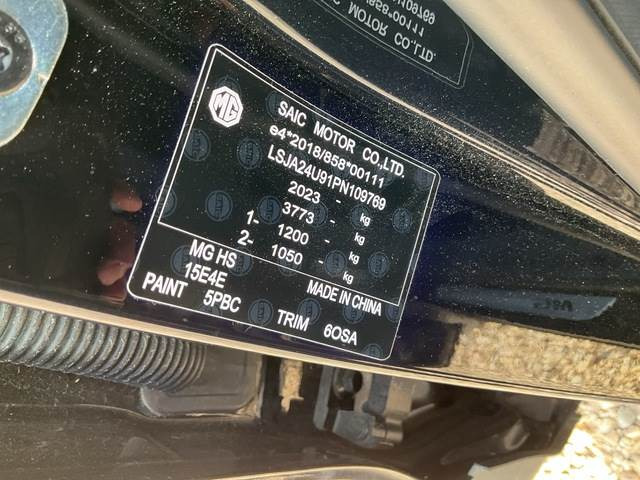 MG
SAIC MOTOR CO.,LTD.
e4*2018/858*00111
LSJA24U91PN109769
2023 - kg
3773 - kg
1- 1200 - kg
2- 1050 - kg
MG HS
15E4E MADE IN CHINA
PAINT 5PBC TRIM 6OSA